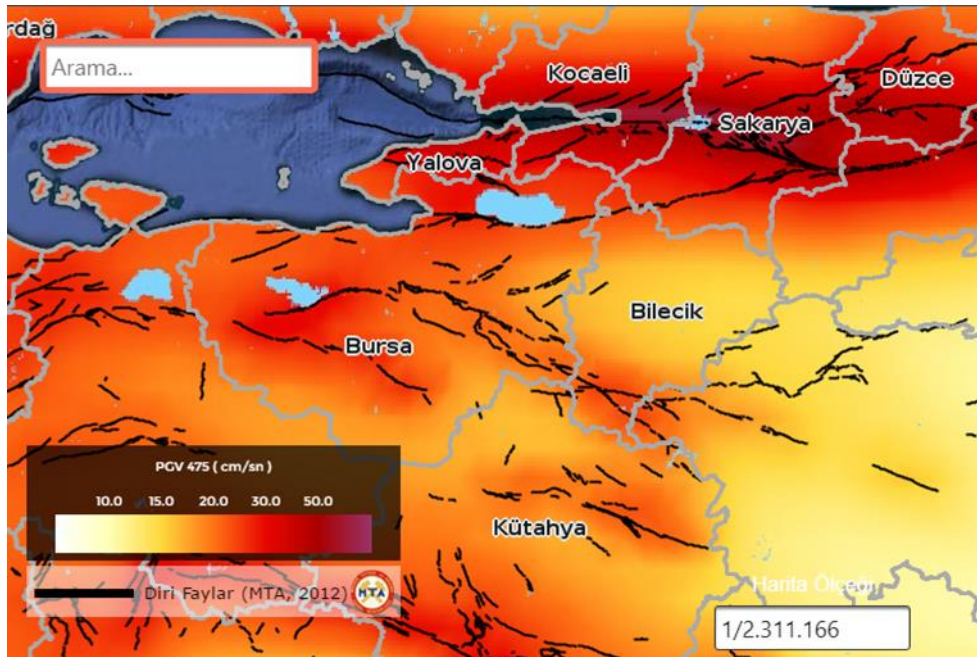 rdağ
Arama...
Kocaeli
Düzce
Sakarya
Yalova
Bilecik
Bursa
PGV 475 ( cm/sn )
10.0 15.0 20.0 30.0 50.0
Kütahya
Diri Faylar (MTA, 2012)
MTA
Harita Ölçeği
1/2.311.166